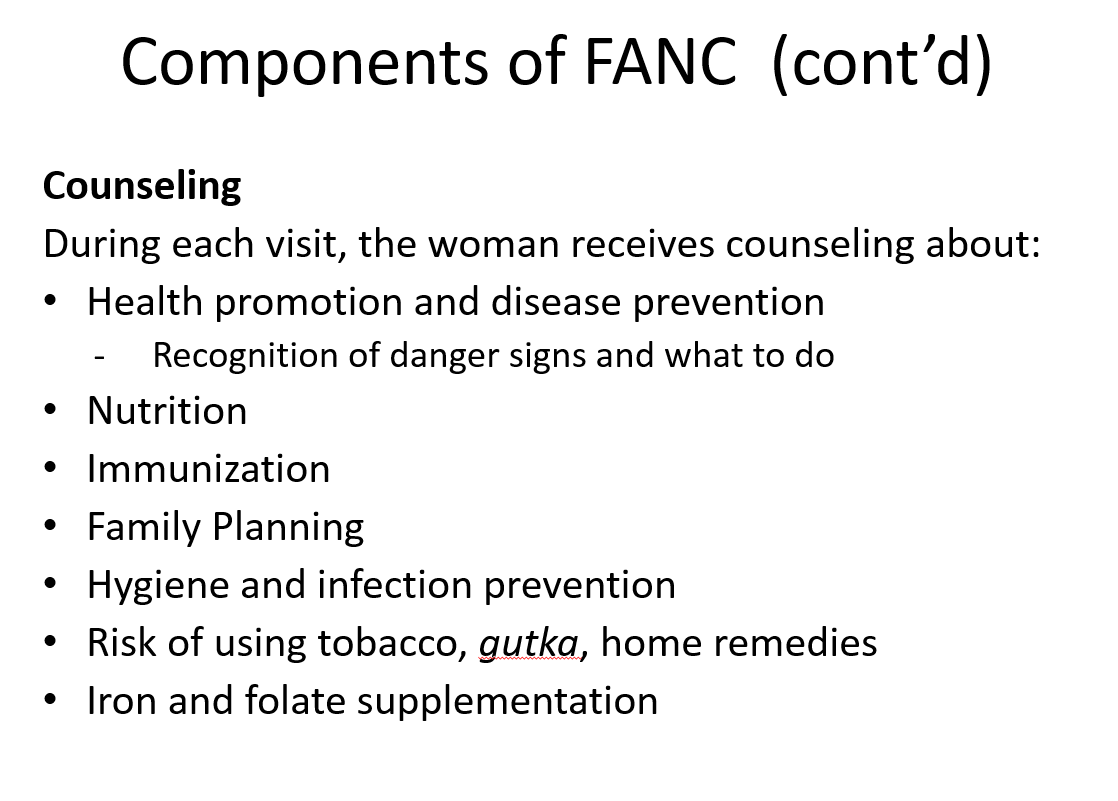 Components of FANC  (cont’d)
Counseling
During each visit, the woman receives counseling about:
• Health promotion and disease prevention
- Recognition of danger signs and what to do
• Nutrition
• Immunization
• Family Planning
• Hygiene and infection prevention
• Risk of using tobacco, gutka, home remedies
• Iron and folate supplementation